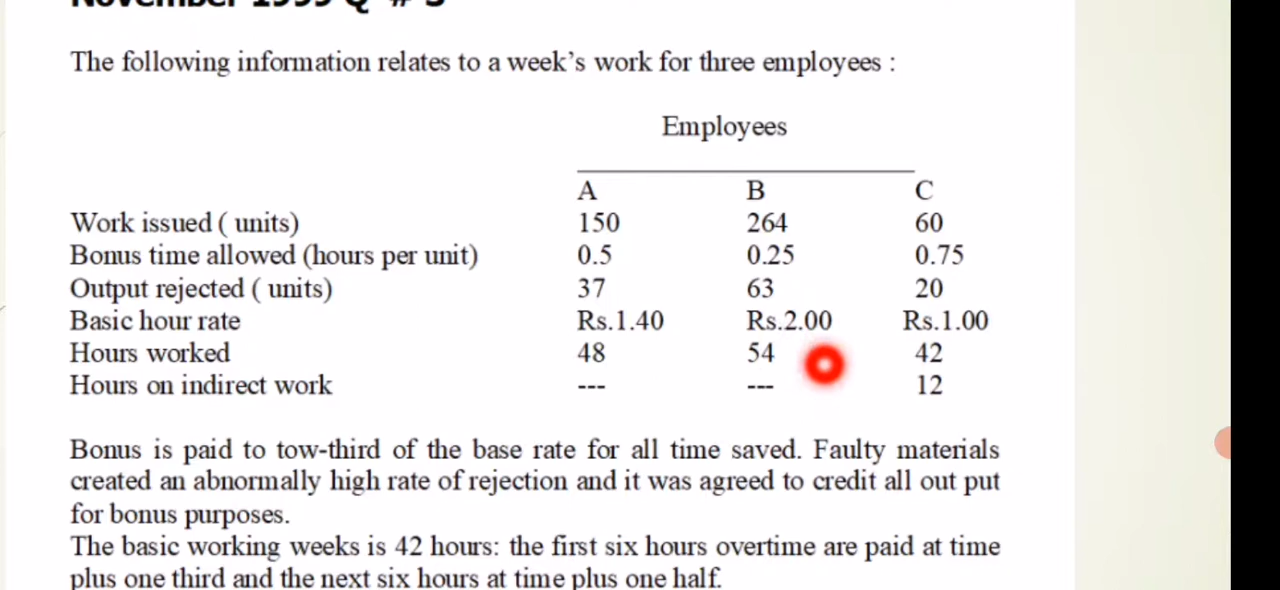 November 1999 Q # 3
The following information relates to a week's work for three employees :
Employees
A B C
Work issued ( units) 150 264 60
Bonus time allowed (hours per unit) 0.5 0.25 0.75
Output rejected ( units) 37 63 20
Basic hour rate Rs.1.40 Rs.2.00 Rs.1.00
Hours worked 48 54 42
Hours on indirect work --- --- 12
Bonus is paid to tow-third of the base rate for all time saved. Faulty materials
created an abnormally high rate of rejection and it was agreed to credit all out put
for bonus purposes.
The basic working weeks is 42 hours: the first six hours overtime are paid at time
plus one third and the next six hours at time plus one half.